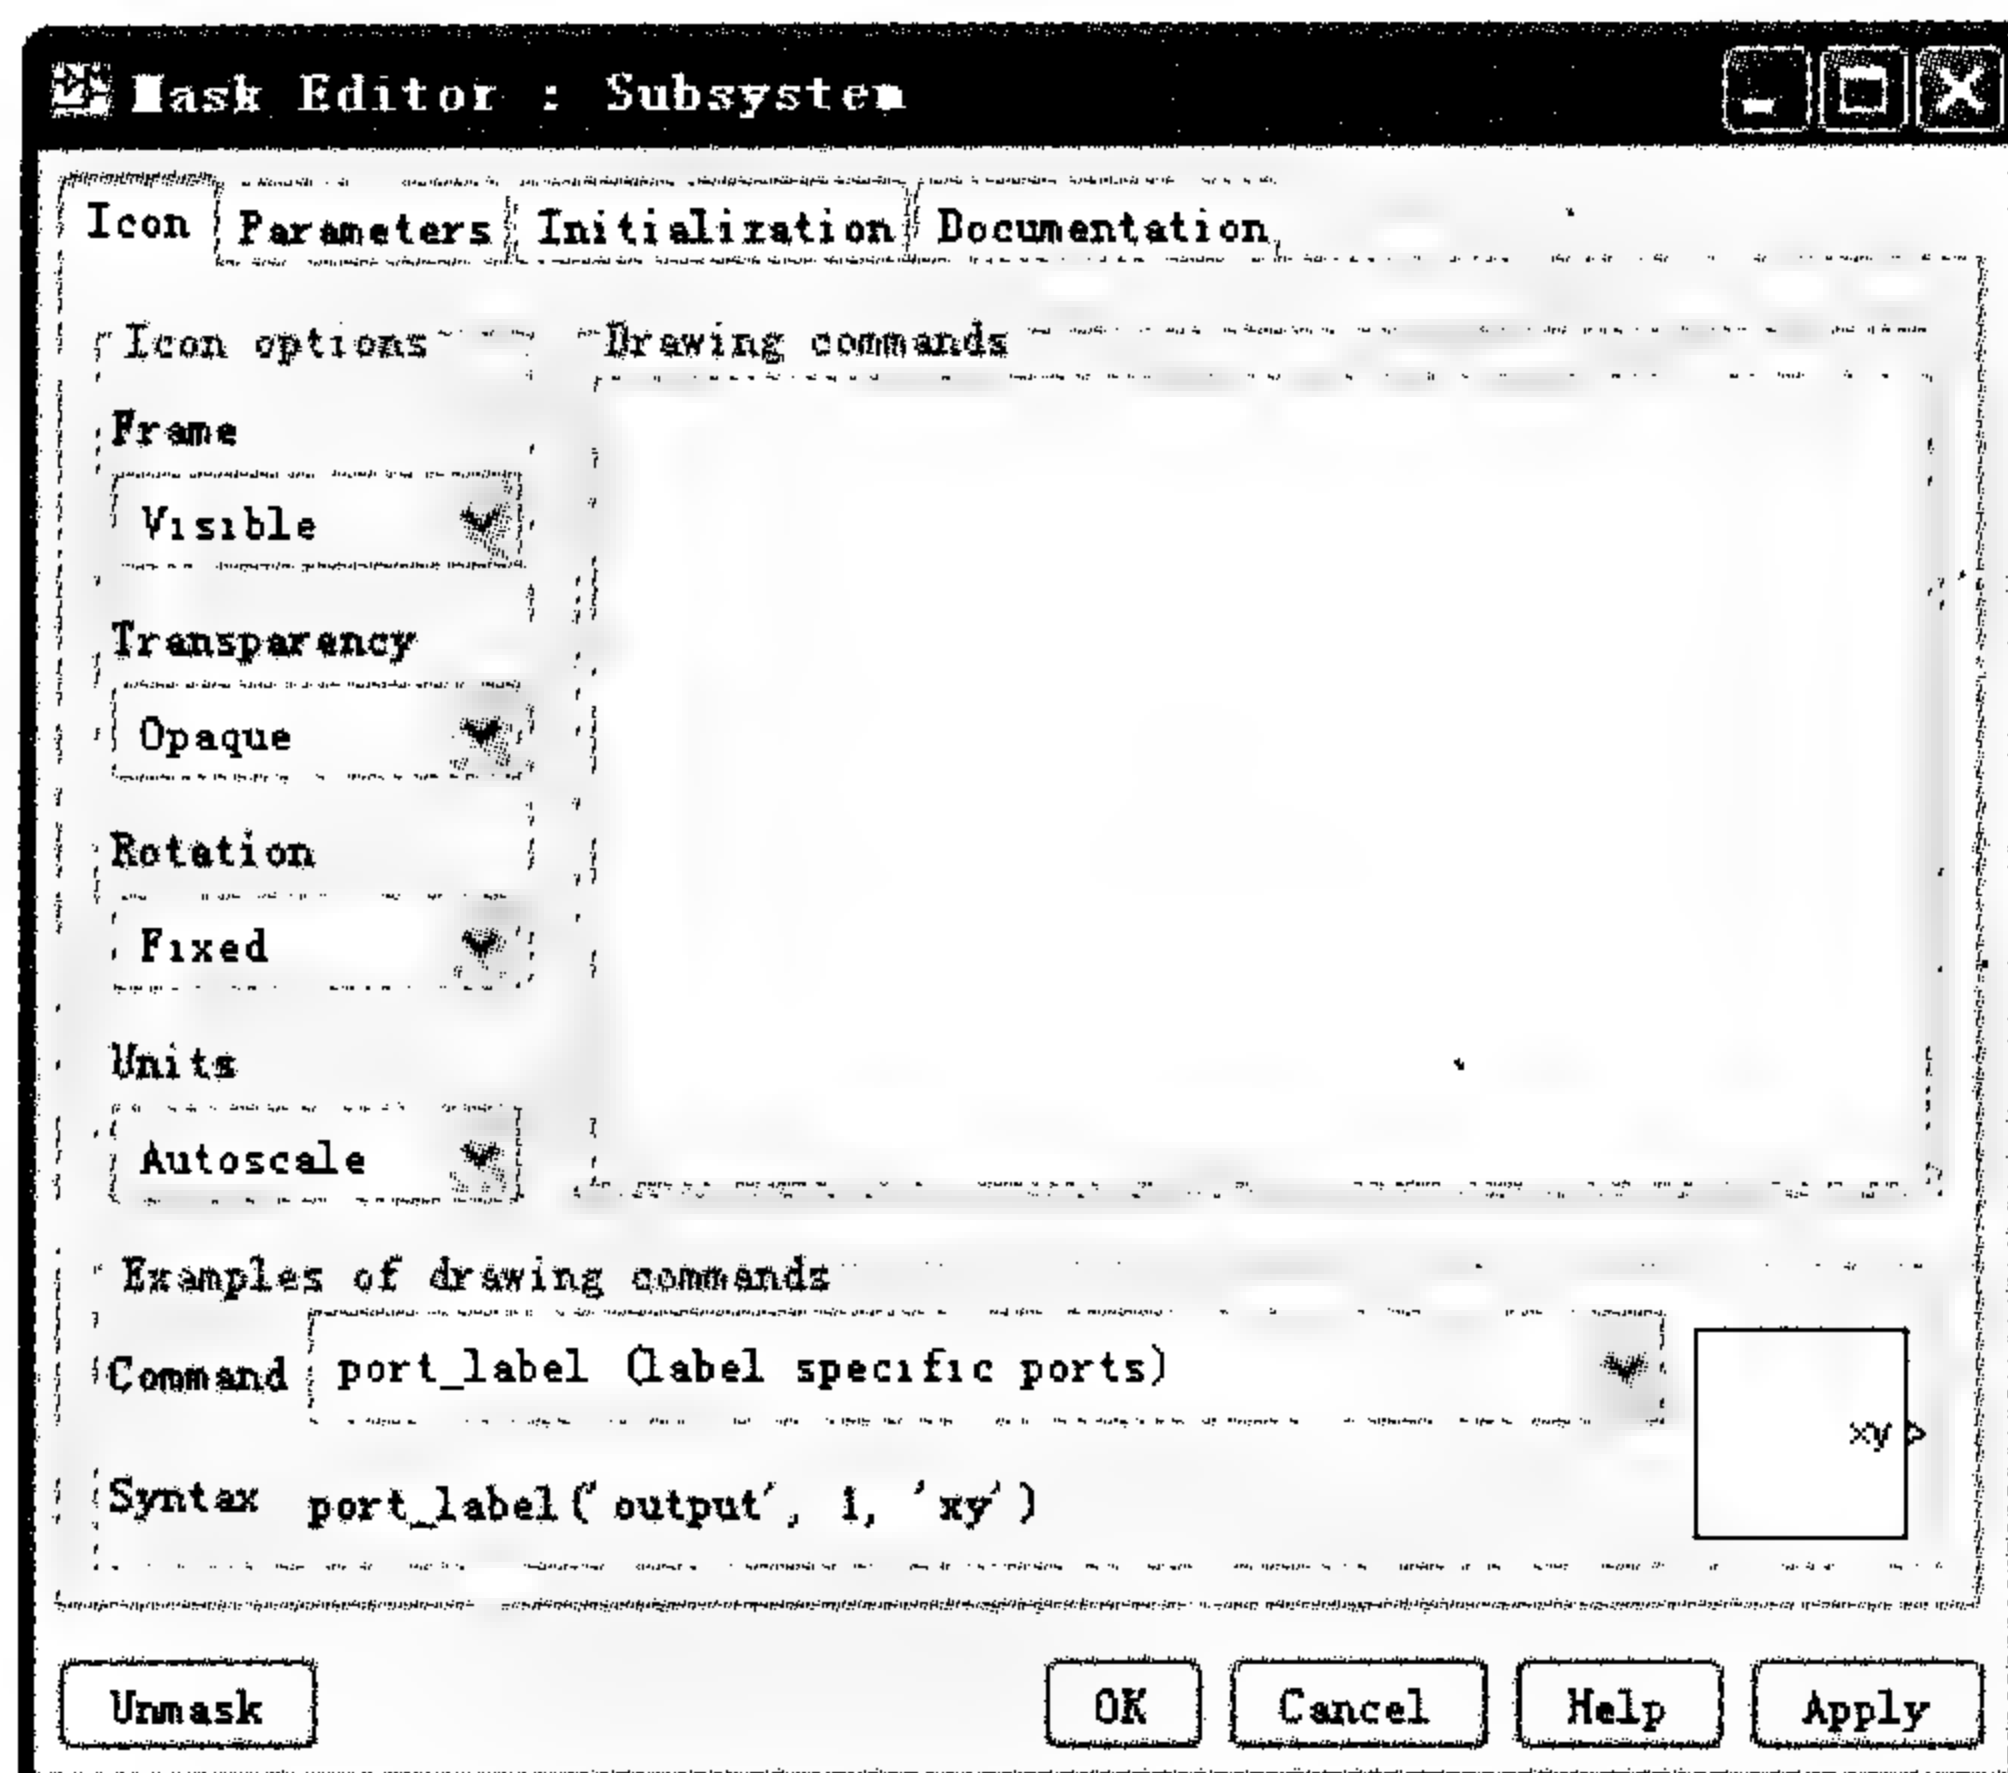 Mask Editor : Subsystem
Icon Parameters Initialization Documentation
Icon options
Frame
Visible
Transparency
Opaque
Rotation
Fixed
Units
Autoscale
Drawing commands
Examples of drawing commands
Command port_label (label specific ports)
Syntax port_label('output', 1, 'xy')
xy
Unmask OK Cancel Help Apply